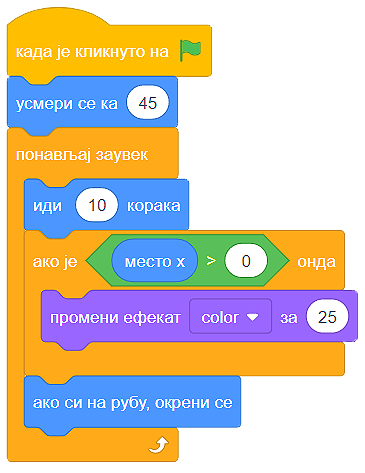 када је кликнуто на
усмери се ка 45
понављај заувек
иди 10 корака
ако је место x > 0 онда
промени ефекат color за 25
ако си на рубу, окрени се